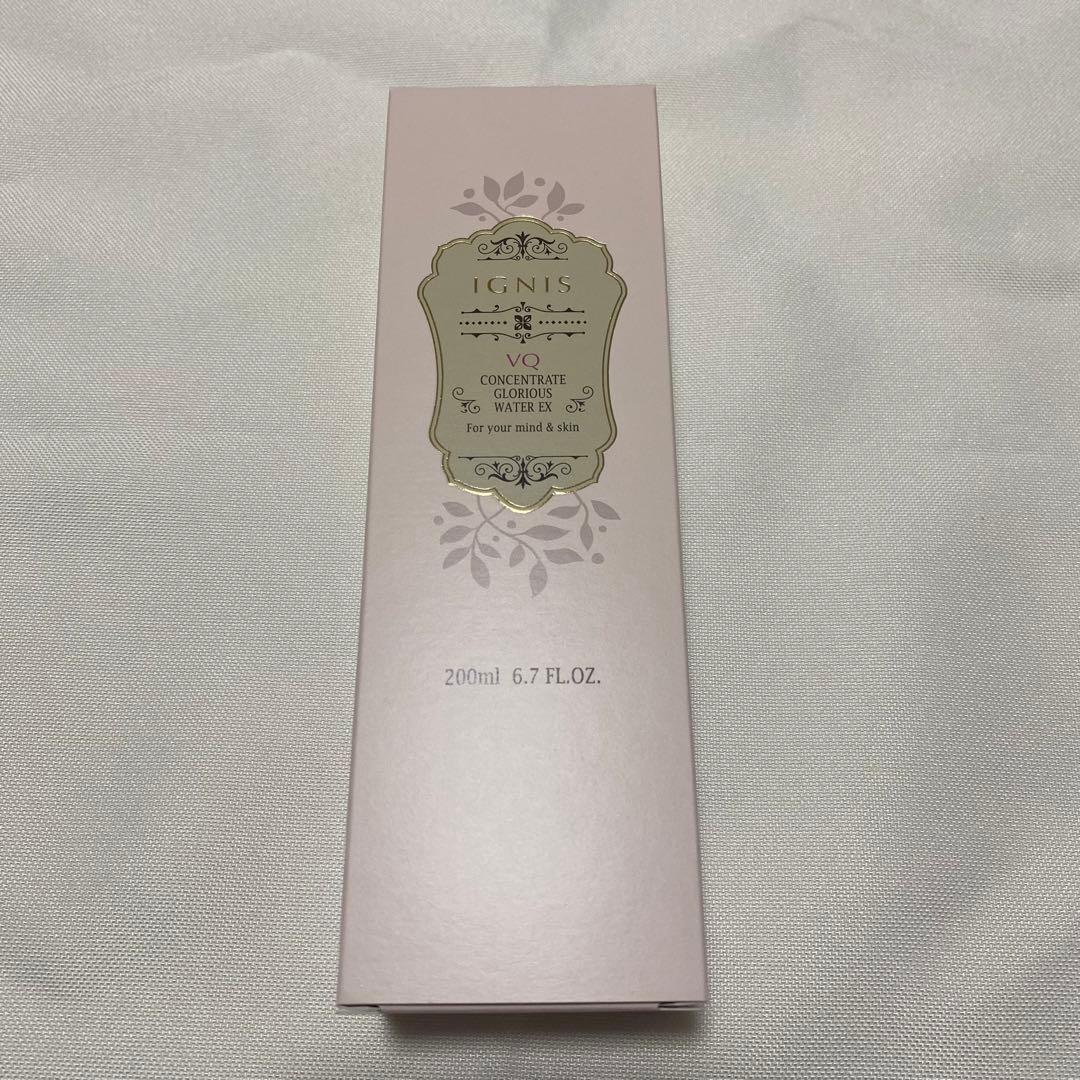 IGNIS
VQ
CONCENTRATE
GLORIOUS
WATER EX
For your mind & skin
200ml 6.7 FL.OZ.